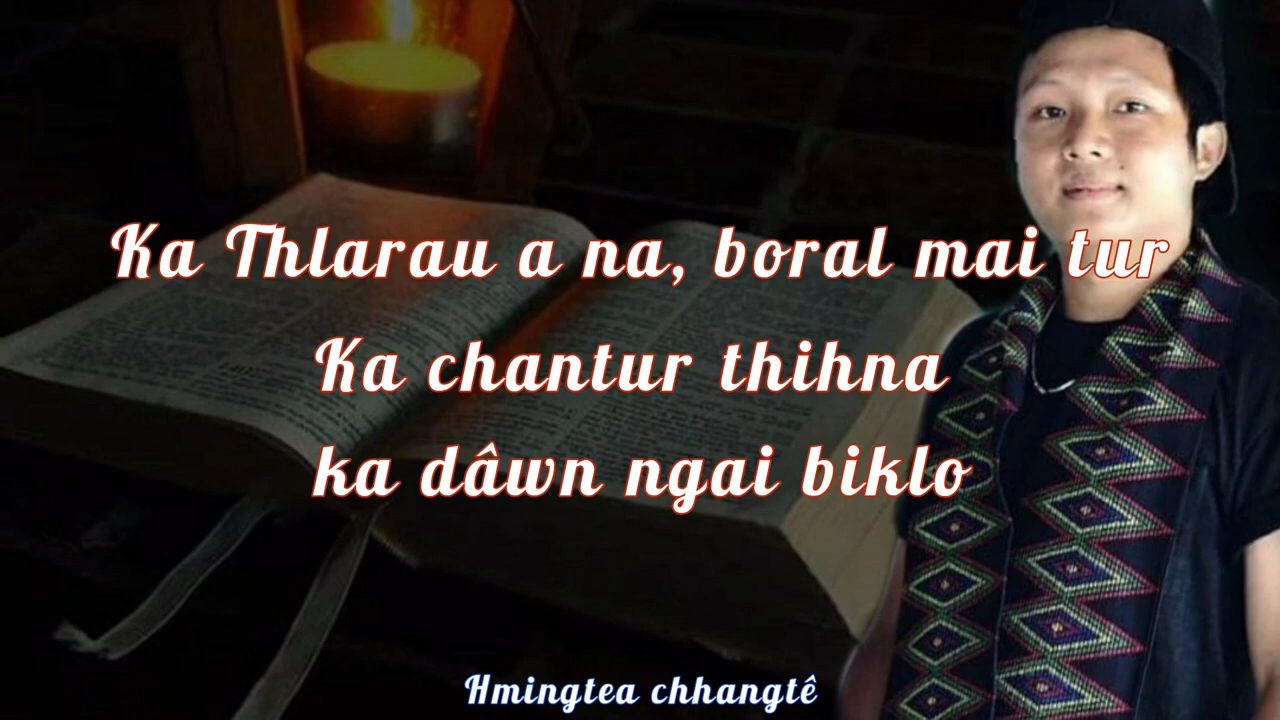 Ka Thlarau a na, boral mai tur
Ka chantur thihna
ka dâwn ngai biklo
Hmingtea chhangtê